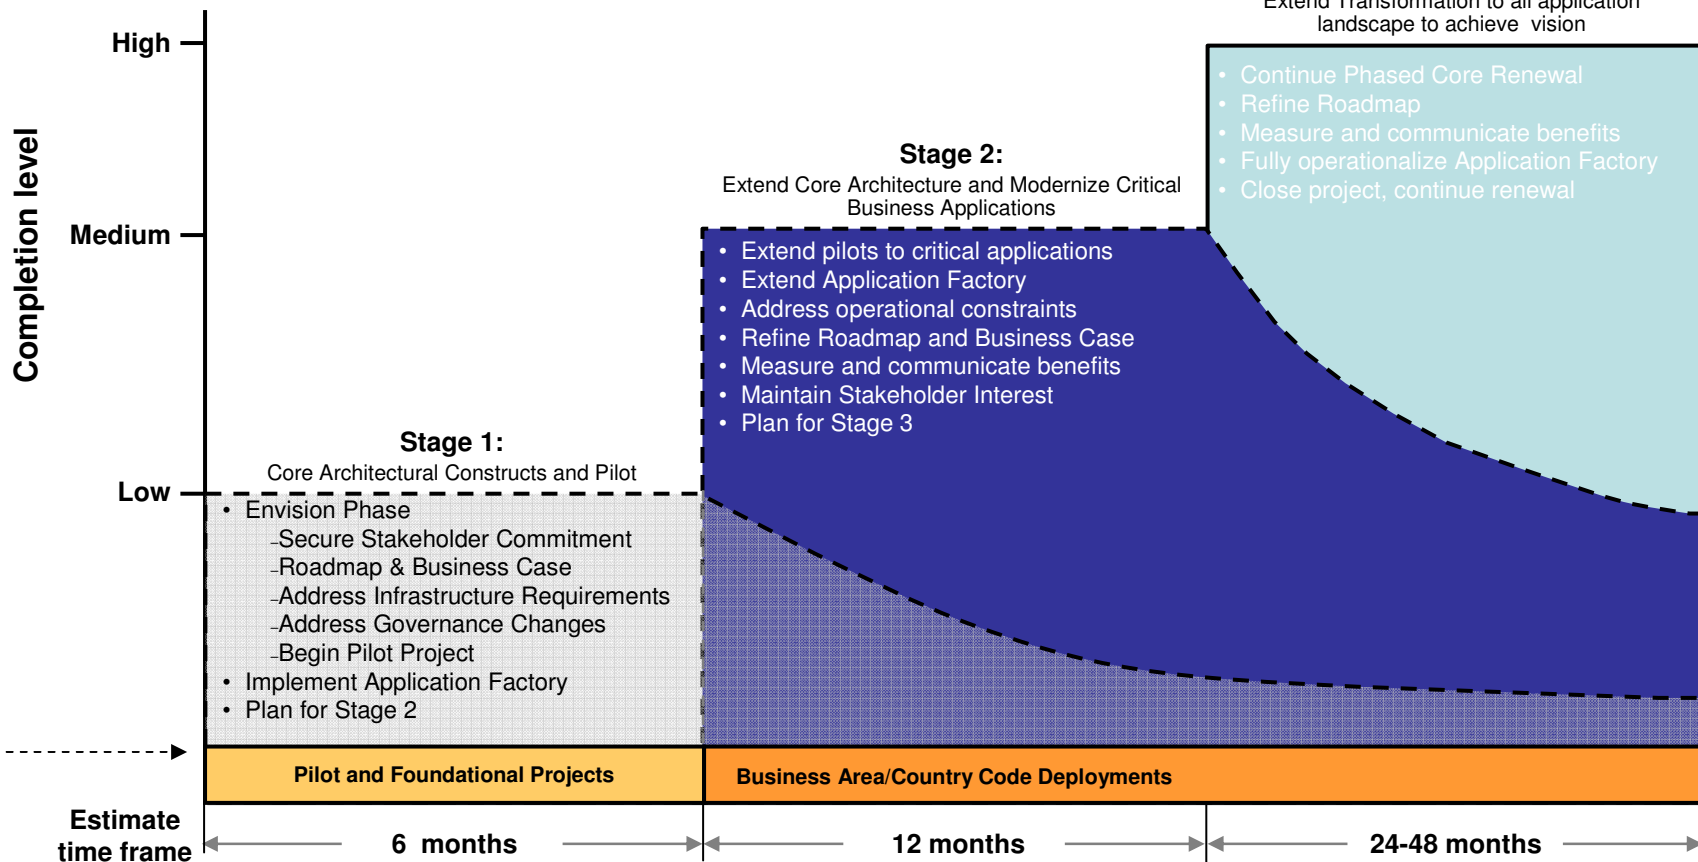 Extend Transformation to all application
landscape to achieve vision
High
• Continue Phased Core Renewal
• Refine Roadmap
• Measure and communicate benefits
• Fully operationalize Application Factory
• Close project, continue renewal
Completion level
Stage 2:
Extend Core Architecture and Modernize Critical
Business Applications
Medium
• Extend pilots to critical applications
• Extend Application Factory
• Address operational constraints
• Refine Roadmap and Business Case
• Measure and communicate benefits
• Maintain Stakeholder Interest
• Plan for Stage 3
Stage 1:
Core Architectural Constructs and Pilot
Low
• Envision Phase
–Secure Stakeholder Commitment
–Roadmap & Business Case
–Address Infrastructure Requirements
–Address Governance Changes
–Begin Pilot Project
• Implement Application Factory
• Plan for Stage 2
Pilot and Foundational Projects
Business Area/Country Code Deployments
Estimate
time frame
6 months
12 months
24-48 months